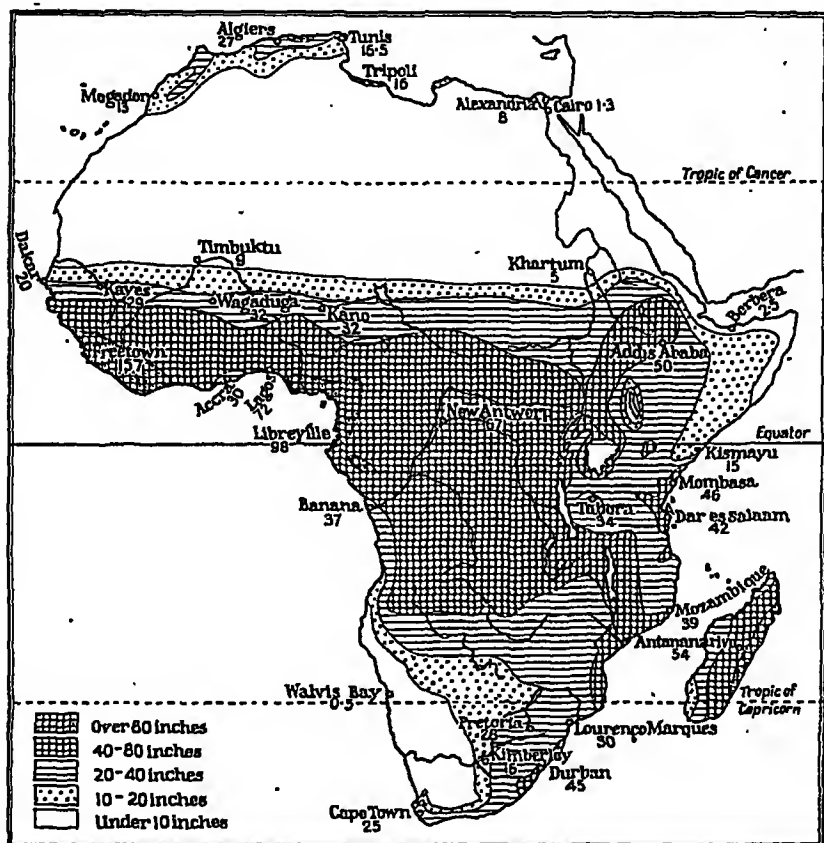 Algiers
27
Tunis
16·5
Tripoli
16
Mogador
13
Alexandria
8
Cairo 1·3
Tropic of Cancer
Dakar
20
Timbuktu
9
Khartum
5
Berbera
2·5
Kayes
29
Wagaduga
32
Kano
32
Freetown
157
Addis Ababa
50
Accra
30
Lagos
72
New Antwerp
67
Libreville
98
Equator
Kismayu
15
Mombasa
46
Banana
37
Tabora
34
Dar es Salaam
42
Mozambique
39
Antananarivo
54
Walvis Bay
0·5
Tropic of
Capricorn
Pretoria
26
Lourenço Marques
30
Kimberley
16
Durban
45
Cape Town
25
Over 80 inches
40-80 inches
20-40 inches
10-20 inches
Under 10 inches